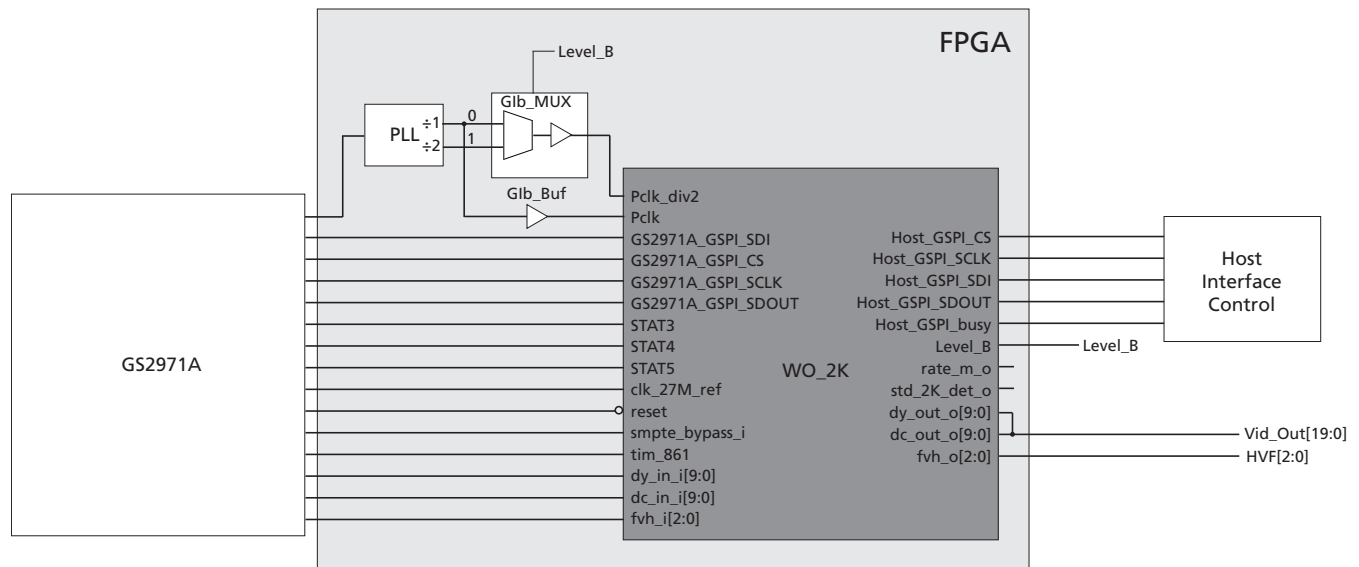 FPGA
Level_B
Glb_MUX
PLL
÷1
0
÷2
1
Glb_Buf
Pclk_div2
Pclk
GS2971A_GSPI_SDI
GS2971A_GSPI_CS
GS2971A_GSPI_SCLK
GS2971A_GSPI_SDOUT
STAT3
STAT4
STAT5
clk_27M_ref
reset
smpte_bypass_i
tim_861
dy_in_i[9:0]
dc_in_i[9:0]
fvh_i[2:0]
GS2971A
WO_2K
Host_GSPI_CS
Host_GSPI_SCLK
Host_GSPI_SDI
Host_GSPI_SDOUT
Host_GSPI_busy
Level_B
rate_m_o
std_2K_det_o
dy_out_o[9:0]
dc_out_o[9:0]
fvh_o[2:0]
Host
Interface
Control
Level_B
Vid_Out[19:0]
HVF[2:0]